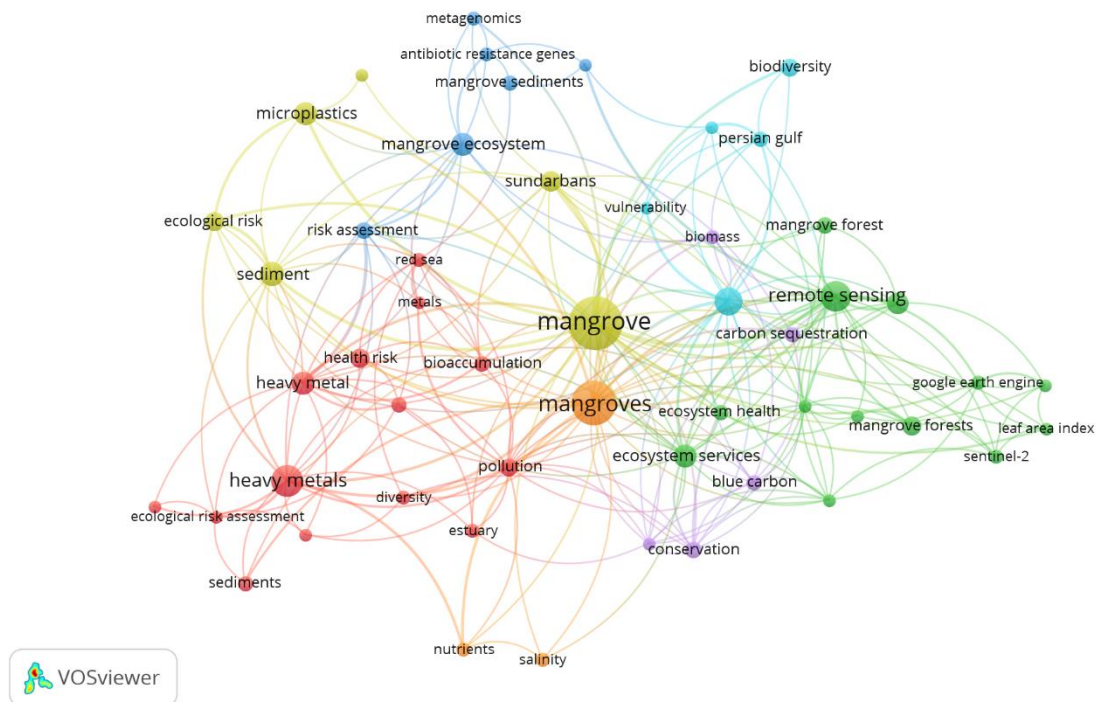 metagenomics
antibiotic resistance genes
mangrove sediments
biodiversity
microplastics
mangrove ecosystem
persian gulf
sundarbans
vulnerability
ecological risk
risk assessment
biomass
mangrove forest
red sea
sediment
metals
remote sensing
mangrove
carbon sequestration
health risk
bioaccumulation
heavy metal
google earth engine
mangroves
ecosystem health
mangrove forests
leaf area index
ecosystem services
sentinel-2
pollution
heavy metals
blue carbon
diversity
ecological risk assessment
estuary
conservation
sediments
nutrients
salinity
VOSviewer